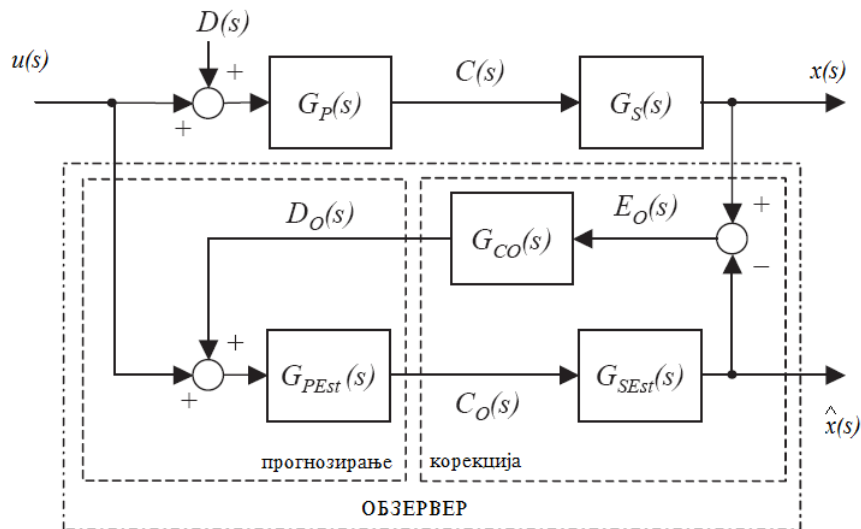 D(s)
u(s)
+
C(s)
x(s)
G_P(s)
G_S(s)
+
D_O(s)
E_O(s)
+
G_CO(s)
−
+
G_PEst(s)
G_SEst(s)
+
C_O(s)
x̂(s)
прогнозирање
корекција
ОБЗЕРВЕР